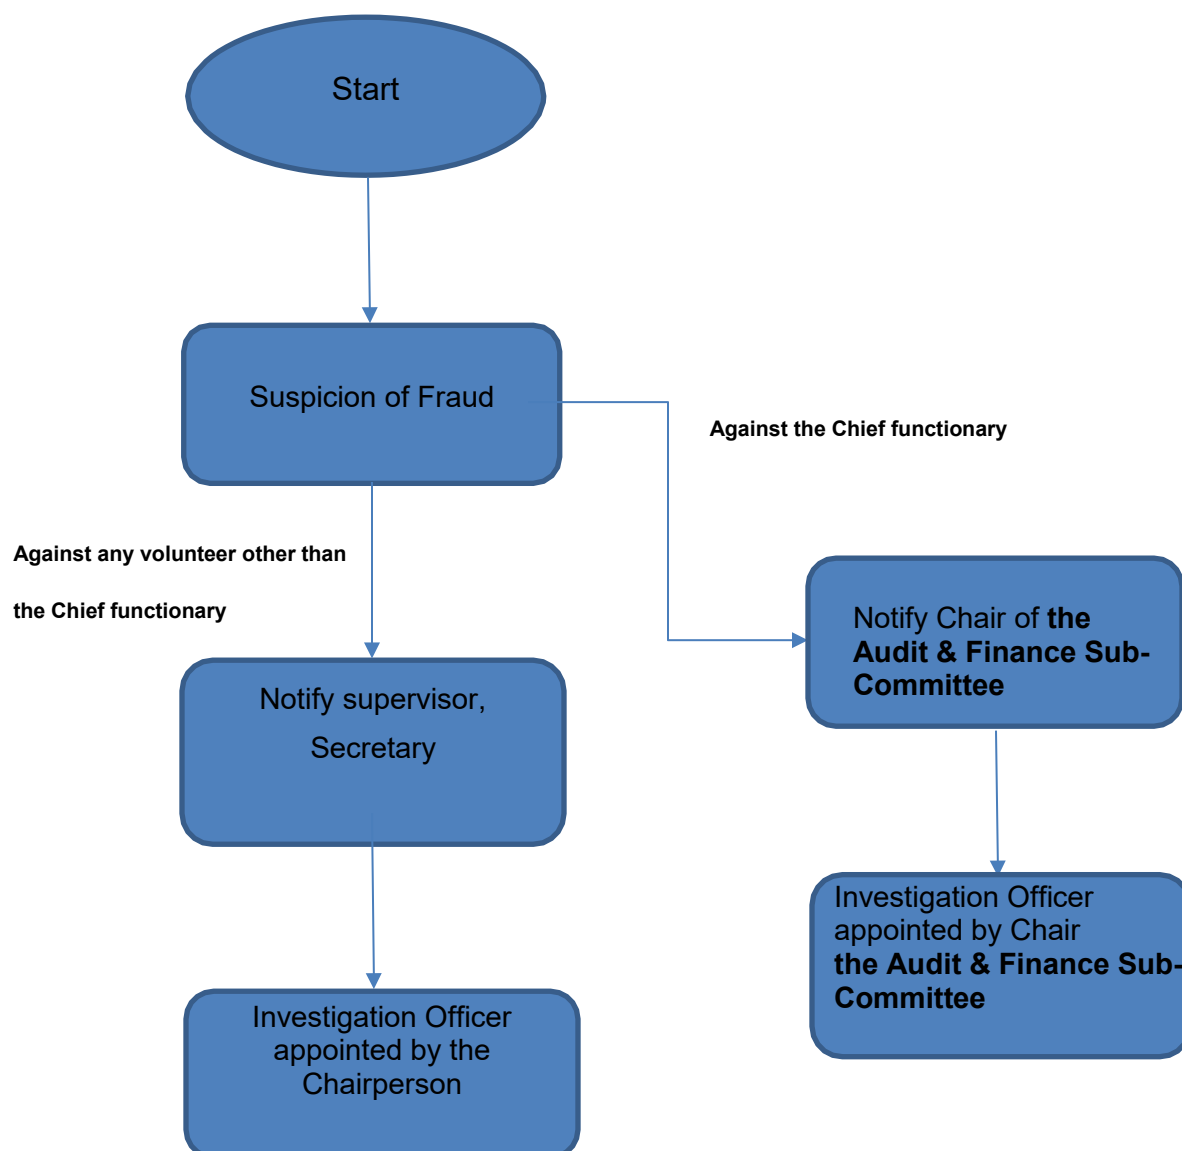 Start
Suspicion of Fraud
Against the Chief functionary
Against any volunteer other than
the Chief functionary
Notify Chair of the
Audit & Finance Sub-
Committee
Notify supervisor,
Secretary
Investigation Officer
appointed by Chair
the Audit & Finance Sub-
Committee
Investigation Officer
appointed by the
Chairperson